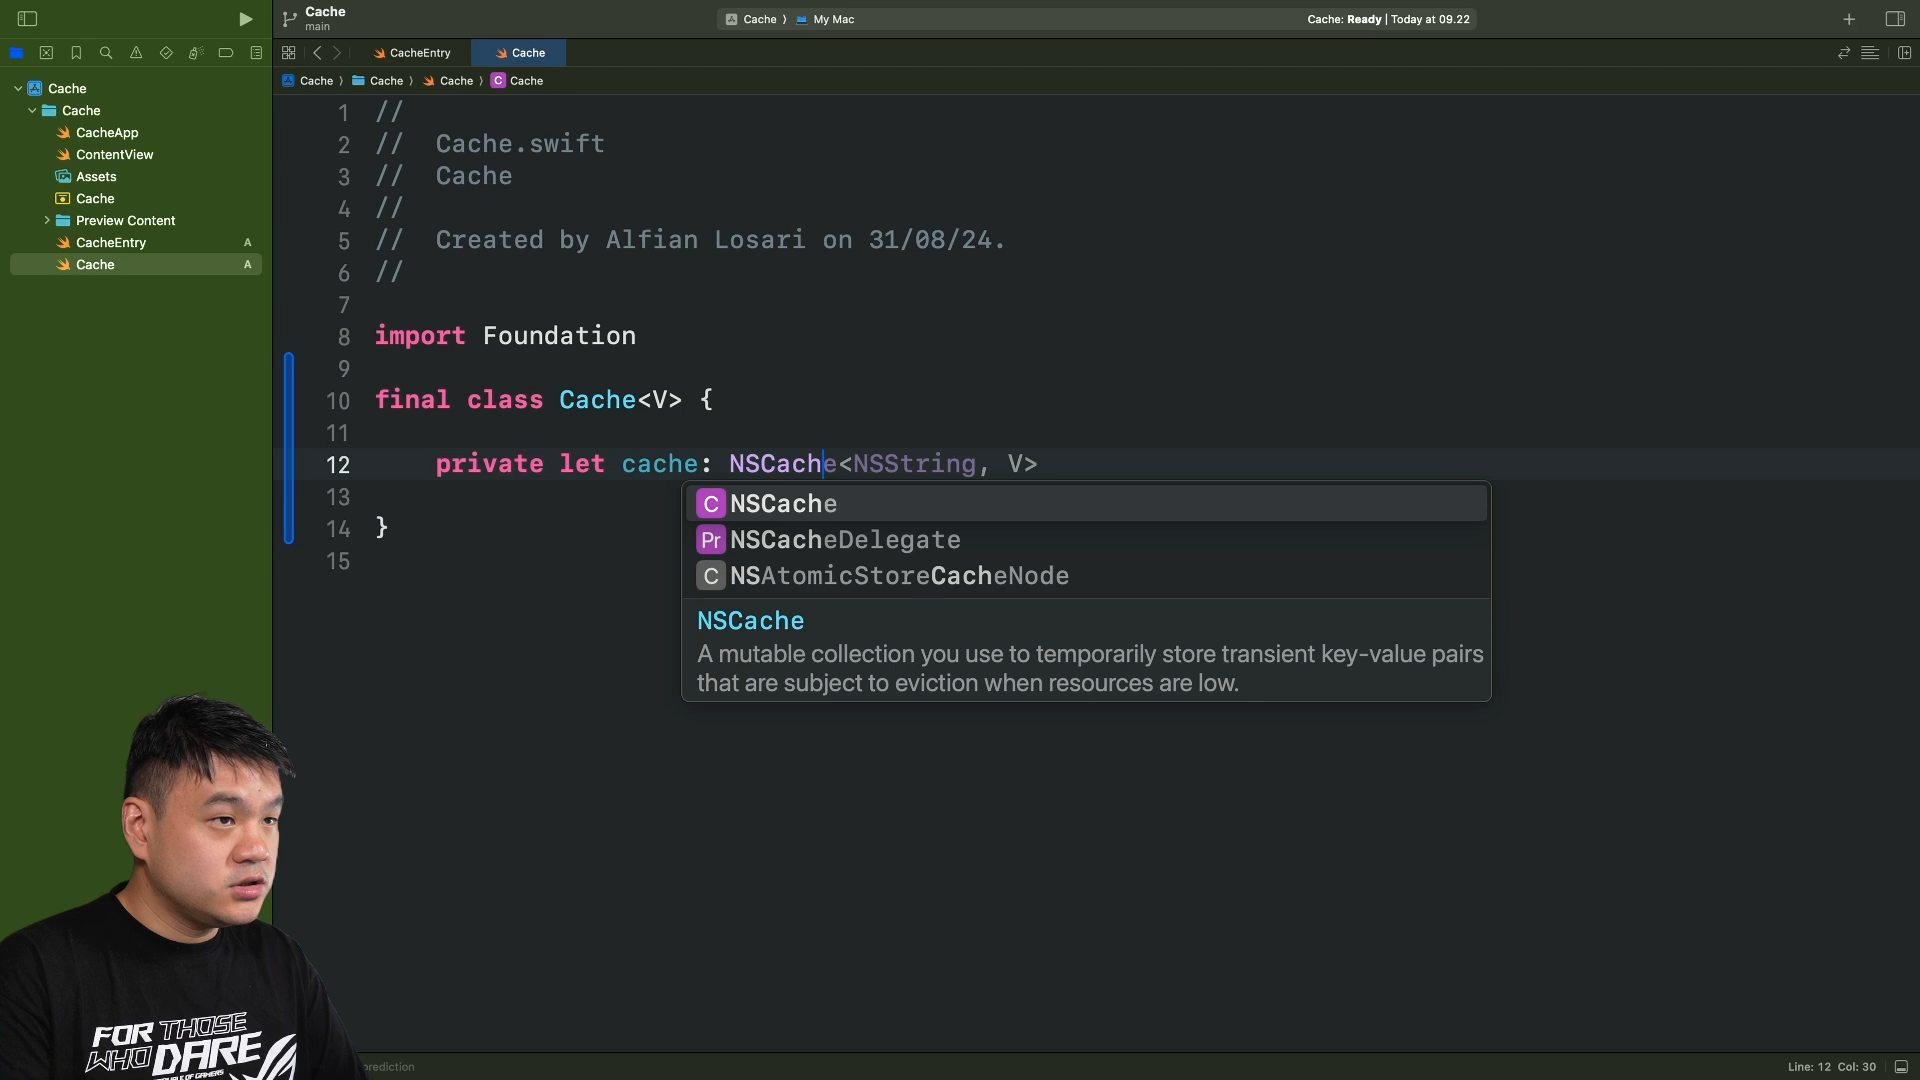 Cache
main
Cache 〉 My Mac
Cache: Ready | Today at 09.22
CacheEntry
Cache
Cache 〉 Cache 〉 Cache 〉 C Cache
Cache
Cache
CacheApp
ContentView
Assets
Cache
Preview Content
CacheEntry A
Cache A
1 //
2 //  Cache.swift
3 //  Cache
4 //
5 //  Created by Alfian Losari on 31/08/24.
6 //
7
8 import Foundation
9
10 final class Cache<V> {
11
12     private let cache: NSCache<NSString, V>
13
14 }
15
C NSCache
Pr NSCacheDelegate
C NSAtomicStoreCacheNode
NSCache
A mutable collection you use to temporarily store transient key-value pairs
that are subject to eviction when resources are low.
FOR THOSE
WHO DARE
REPUBLIC OF GAMERS
prediction
Line: 12 Col: 30